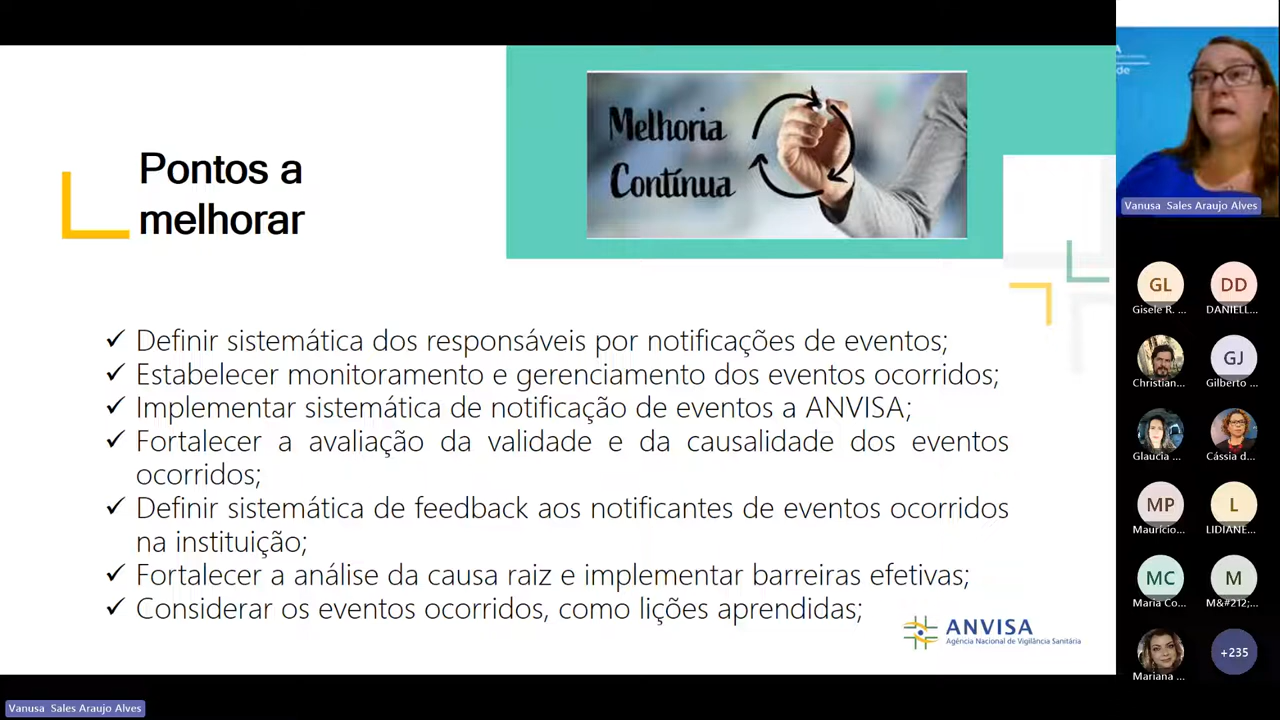 Melhoria
Contínua
Pontos a
melhorar
✓ Definir sistemática dos responsáveis por notificações de eventos;
✓ Estabelecer monitoramento e gerenciamento dos eventos ocorridos;
✓ Implementar sistemática de notificação de eventos a ANVISA;
✓ Fortalecer a avaliação da validade e da causalidade dos eventos
ocorridos;
✓ Definir sistemática de feedback aos notificantes de eventos ocorridos
na instituição;
✓ Fortalecer a análise da causa raiz e implementar barreiras efetivas;
✓ Considerar os eventos ocorridos, como lições aprendidas;
ANVISA
Agência Nacional de Vigilância Sanitária
Vanusa Sales Araujo Alves
A
de
Vanusa Sales Araujo Alves
GL
Gisele R. ...
DD
DANIELL...
Christian...
GJ
Gilberto ...
Glaucia ...
Cássia d...
MP
Maurício...
L
LIDIANE...
MC
Maria Co...
M
M&#212;...
Mariana ...
+235